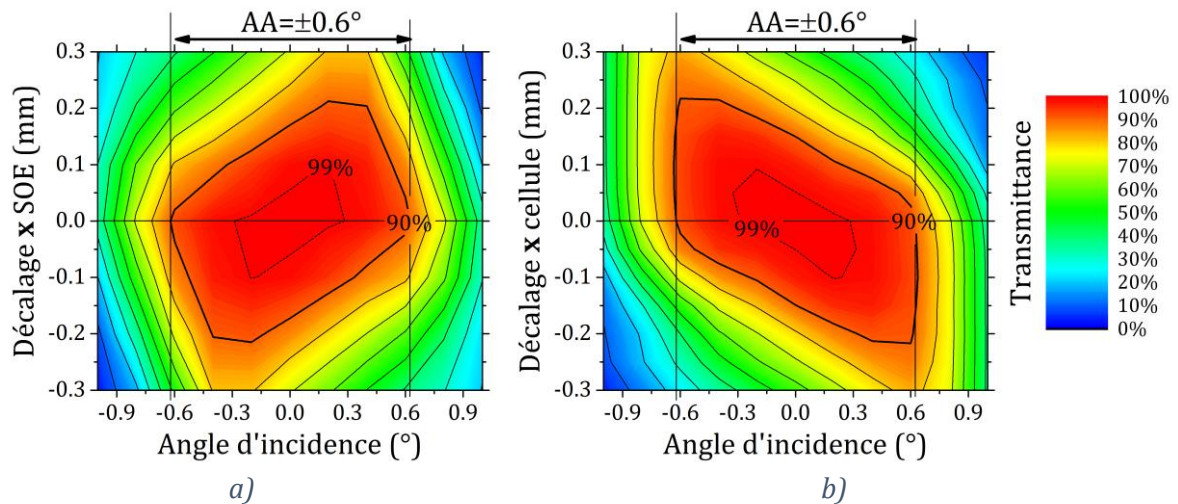 AA=±0.6°
0.3
0.2
0.1
0.0
-0.1
-0.2
-0.3
Décalage x SOE (mm)
99%
90%
-0.9 -0.6 -0.3 0.0 0.3 0.6 0.9
Angle d'incidence (°)
a)
AA=±0.6°
0.3
0.2
0.1
0.0
-0.1
-0.2
-0.3
Décalage x cellule (mm)
99%
90%
-0.9 -0.6 -0.3 0.0 0.3 0.6 0.9
Angle d'incidence (°)
b)
Transmittance
100%
90%
80%
70%
60%
50%
40%
30%
20%
10%
0%